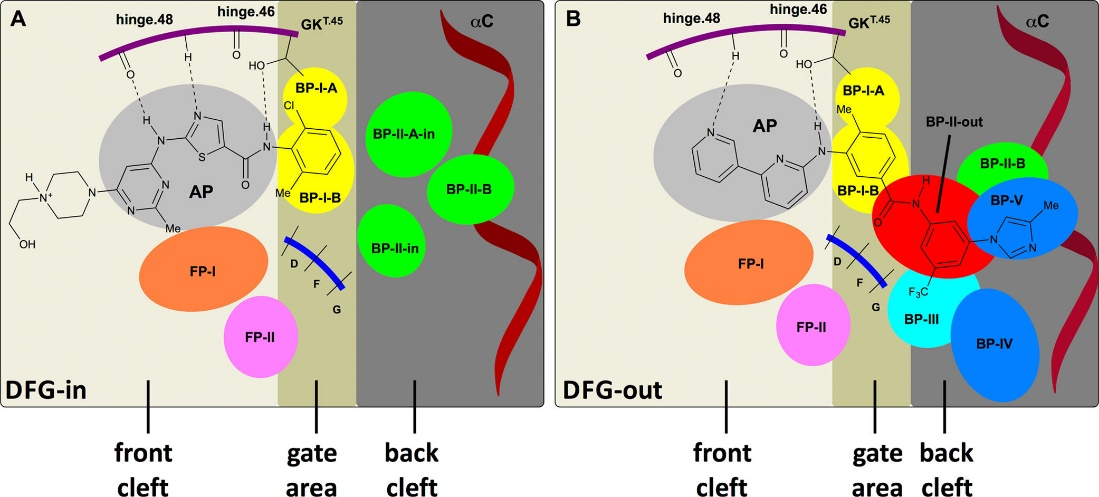 A
hinge.48
hinge.46
GK T.45
αC
O
H
O
HO
BP-I-A
Cl
H
N
N
S
H
N
O
AP
BP-I-B
Me
BP-II-A-in
BP-II-B
BP-II-in
H
N+
N
N
N
Me
OH
FP-I
D
F
G
FP-II
DFG-in
front
cleft
gate
area
back
cleft
B
hinge.48
hinge.46
GK T.45
αC
O
H
O
HO
BP-I-A
Me
BP-II-out
N
AP
H
N
N
N
BP-I-B
BP-II-B
H
N
O
BP-V
Me
N
N
FP-I
D
F
G
F3C
BP-III
FP-II
BP-IV
DFG-out
front
cleft
gate
area
back
cleft